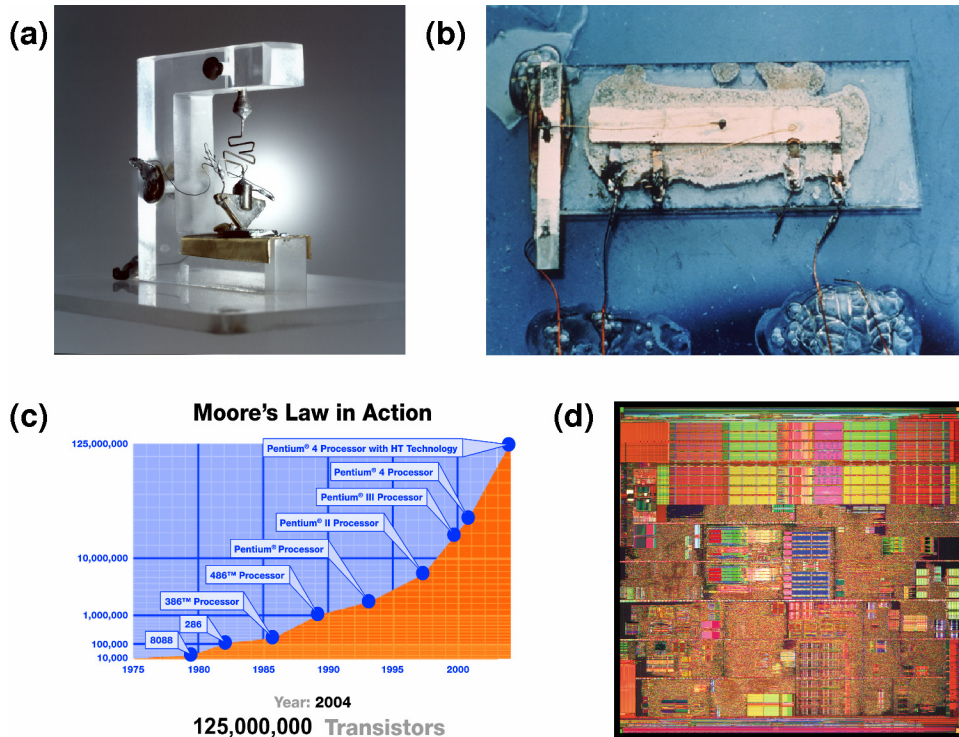 (a)
(b)
(c)
Moore's Law in Action
125,000,000
10,000,000
1,000,000
100,000
10,000
Pentium® 4 Processor with HT Technology
Pentium® 4 Processor
Pentium® III Processor
Pentium® II Processor
Pentium® Processor
486™ Processor
386™ Processor
286
8088
1975 1980 1985 1990 1995 2000
Year: 2004
125,000,000 Transistors
(d)